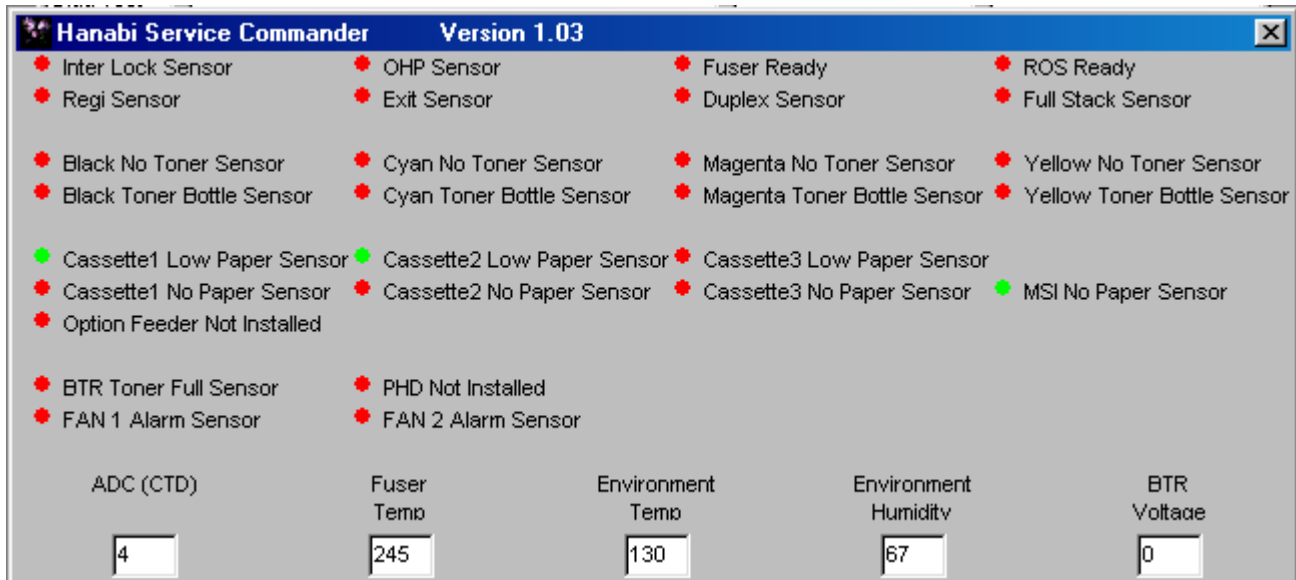 Hanabi Service Commander Version 1.03
Inter Lock Sensor OHP Sensor Fuser Ready ROS Ready
Regi Sensor Exit Sensor Duplex Sensor Full Stack Sensor
Black No Toner Sensor Cyan No Toner Sensor Magenta No Toner Sensor Yellow No Toner Sensor
Black Toner Bottle Sensor Cyan Toner Bottle Sensor Magenta Toner Bottle Sensor Yellow Toner Bottle Sensor
Cassette1 Low Paper Sensor Cassette2 Low Paper Sensor Cassette3 Low Paper Sensor
Cassette1 No Paper Sensor Cassette2 No Paper Sensor Cassette3 No Paper Sensor MSI No Paper Sensor
Option Feeder Not Installed
BTR Toner Full Sensor PHD Not Installed
FAN 1 Alarm Sensor FAN 2 Alarm Sensor
ADC (CTD) Fuser Environment Environment BTR
Temp Temp Humidity Voltage
4 245 130 67 0